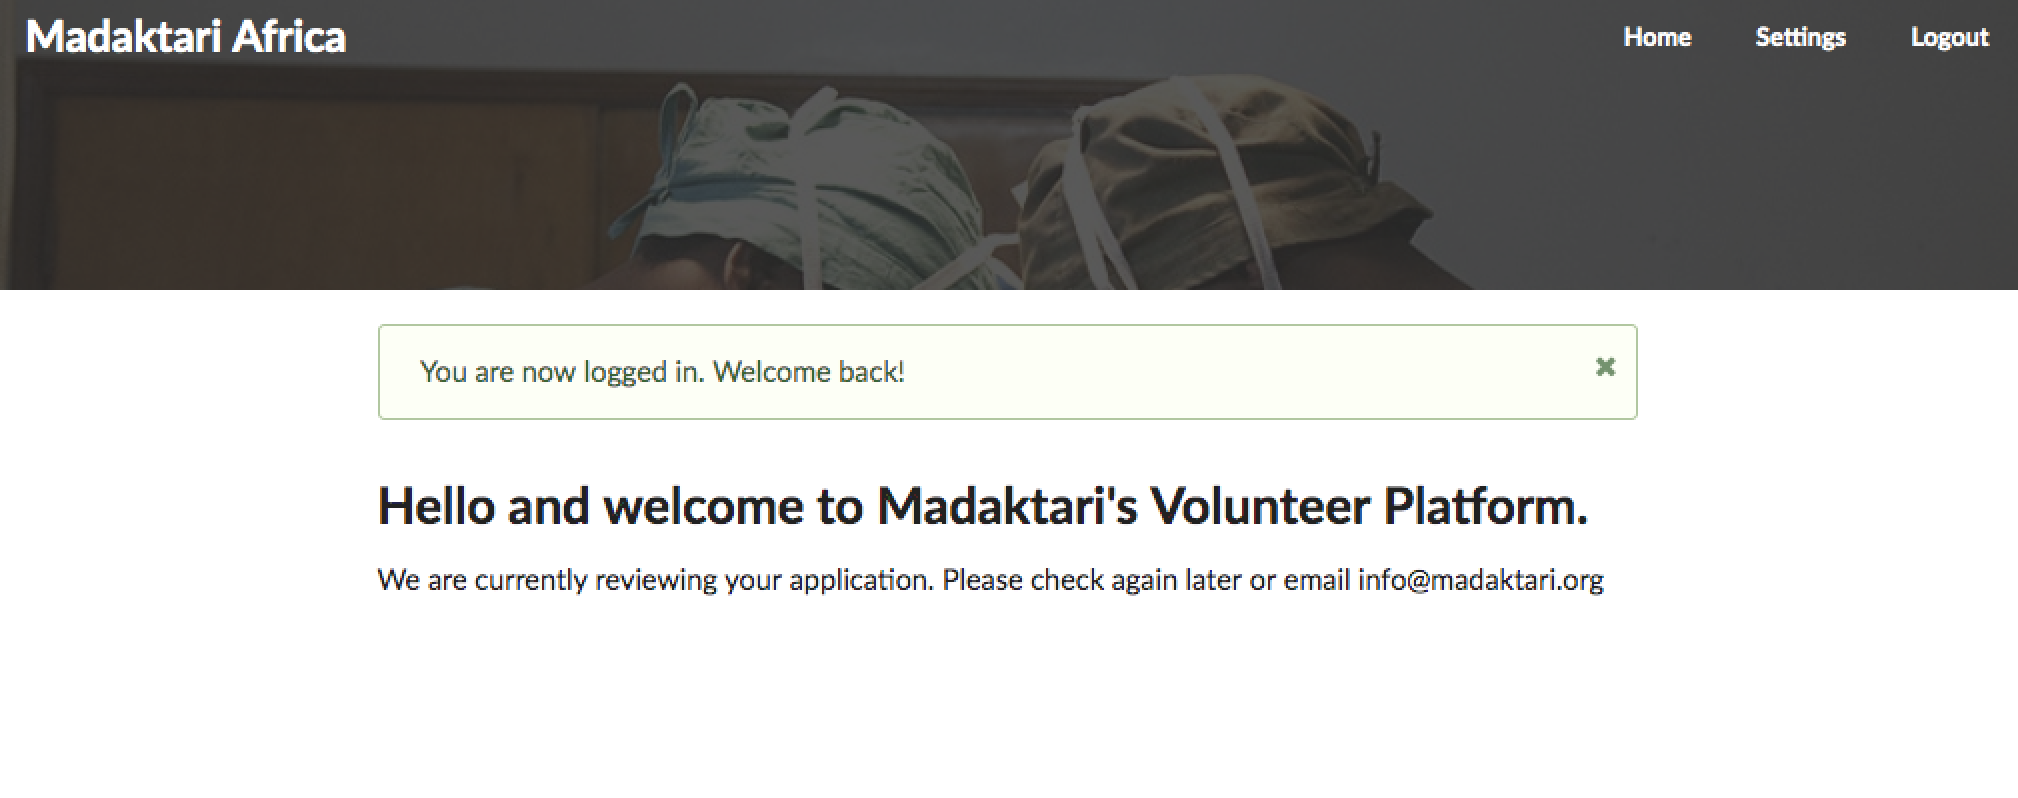 Madaktari Africa
Home Settings Logout
You are now logged in. Welcome back!
Hello and welcome to Madaktari's Volunteer Platform.
We are currently reviewing your application. Please check again later or email info@madaktari.org